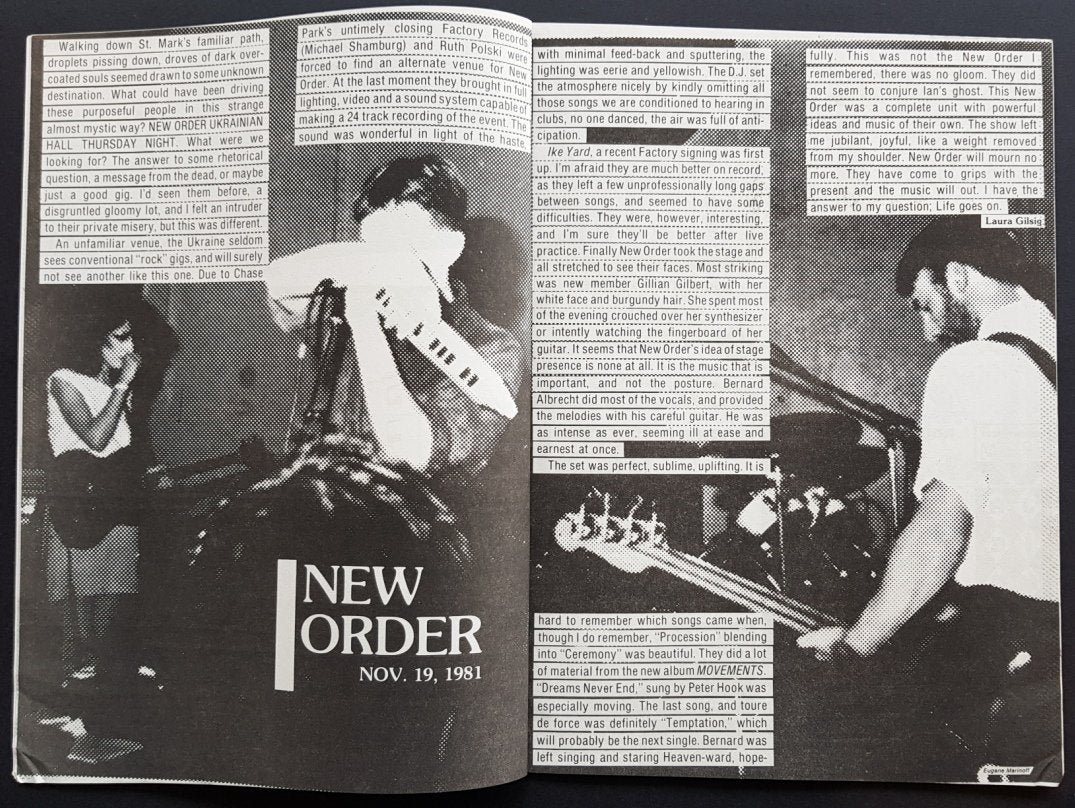 Walking down St. Mark's familiar path,
droplets pissing down, droves of dark over-
coated souls seemed drawn to some unknown
destination. What could have been driving
these purposeful people in this strange
almost mystic way? NEW ORDER UKRAINIAN
HALL THURSDAY NIGHT. What were we
looking for? The answer to some rhetorical
question, a message from the dead, or maybe
just a good gig. I'd seen them before, a
disgruntled gloomy lot, and I felt an intruder
to their private misery, but this was different.
An unfamiliar venue, the Ukraine seldom
sees conventional "rock" gigs, and will surely
not see another like this one. Due to Chase
Park's untimely closing Factory Records
(Michael Shamburg) and Ruth Polski were
forced to find an alternate venue for New
Order. At the last moment they brought in full
lighting, video and a sound system capable of
making a 24 track recording of the event. The
sound was wonderful in light of the haste,
NEW
ORDER
NOV. 19, 1981
with minimal feed-back and sputtering, the
lighting was eerie and yellowish. The D.J. set
the atmosphere nicely by kindly omitting all
those songs we are conditioned to hearing in
clubs, no one danced, the air was full of anti-
cipation.
Ike Yard, a recent Factory signing was first
up. I'm afraid they are much better on record,
as they left a few unprofessionally long gaps
between songs, and seemed to have some
difficulties. They were, however, interesting,
and I'm sure they'll be better after live
practice. Finally New Order took the stage and
all stretched to see their faces. Most striking
was new member Gillian Gilbert, with her
white face and burgundy hair. She spent most
of the evening crouched over her synthesizer
or intently watching the fingerboard of her
guitar. It seems that New Order's idea of stage
presence is none at all. It is the music that is
important, and not the posture. Bernard
Albrecht did most of the vocals, and provided
the melodies with his careful guitar. He was
as intense as ever, seeming ill at ease and
earnest at once.
The set was perfect, sublime, uplifting. It is
hard to remember which songs came when,
though I do remember, "Procession" blending
into "Ceremony" was beautiful. They did a lot
of material from the new album MOVEMENTS.
"Dreams Never End," sung by Peter Hook was
especially moving. The last song, and toure
de force was definitely "Temptation," which
will probably be the next single. Bernard was
left singing and staring Heaven-ward, hope-
fully. This was not the New Order I
remembered, there was no gloom. They did
not seem to conjure Ian's ghost. This New
Order was a complete unit with powerful
ideas and music of their own. The show left
me jubilant, joyful, like a weight removed
from my shoulder. New Order will mourn no
more. They have come to grips with the
present and the music will out. I have the
answer to my question; Life goes on.
Laura Gilsig
Eugene Marinoff